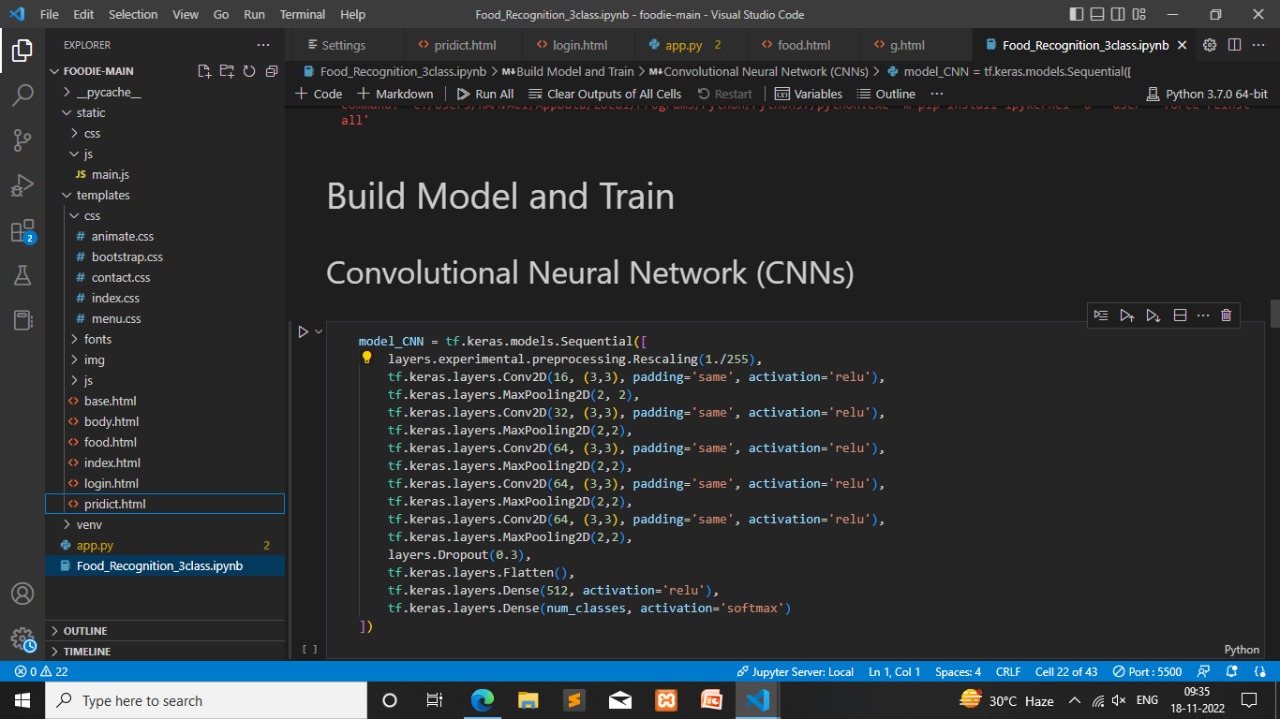 File Edit Selection View Go Run Terminal Help Food_Recognition_3class.ipynb - foodie-main - Visual Studio Code
EXPLORER
FOODIE-MAIN
__pycache__
static
css
js
JS main.js
templates
css
# animate.css
# bootstrap.css
# contact.css
# index.css
# menu.css
fonts
img
js
<> base.html
<> body.html
<> food.html
<> index.html
<> login.html
<> pridict.html
venv
app.py 2
Food_Recognition_3class.ipynb
OUTLINE
TIMELINE
Settings <> pridict.html <> login.html app.py 2 <> food.html <> g.html Food_Recognition_3class.ipynb
Food_Recognition_3class.ipynb > M↓Build Model and Train > M↓Convolutional Neural Network (CNNs) > model_CNN = tf.keras.models.Sequential([
+ Code + Markdown Run All Clear Outputs of All Cells Restart Variables Outline ... Python 3.7.0 64-bit
all'
Build Model and Train
Convolutional Neural Network (CNNs)
model_CNN = tf.keras.models.Sequential([
layers.experimental.preprocessing.Rescaling(1./255),
tf.keras.layers.Conv2D(16, (3,3), padding='same', activation='relu'),
tf.keras.layers.MaxPooling2D(2, 2),
tf.keras.layers.Conv2D(32, (3,3), padding='same', activation='relu'),
tf.keras.layers.MaxPooling2D(2,2),
tf.keras.layers.Conv2D(64, (3,3), padding='same', activation='relu'),
tf.keras.layers.MaxPooling2D(2,2),
tf.keras.layers.Conv2D(64, (3,3), padding='same', activation='relu'),
tf.keras.layers.MaxPooling2D(2,2),
tf.keras.layers.Conv2D(64, (3,3), padding='same', activation='relu'),
tf.keras.layers.MaxPooling2D(2,2),
layers.Dropout(0.3),
tf.keras.layers.Flatten(),
tf.keras.layers.Dense(512, activation='relu'),
tf.keras.layers.Dense(num_classes, activation='softmax')
])
[ ] Python
0 22 Jupyter Server: Local Ln 1, Col 1 Spaces: 4 CRLF Cell 22 of 43 Port : 5500
Type here to search 30°C Haze ENG 09:35
18-11-2022